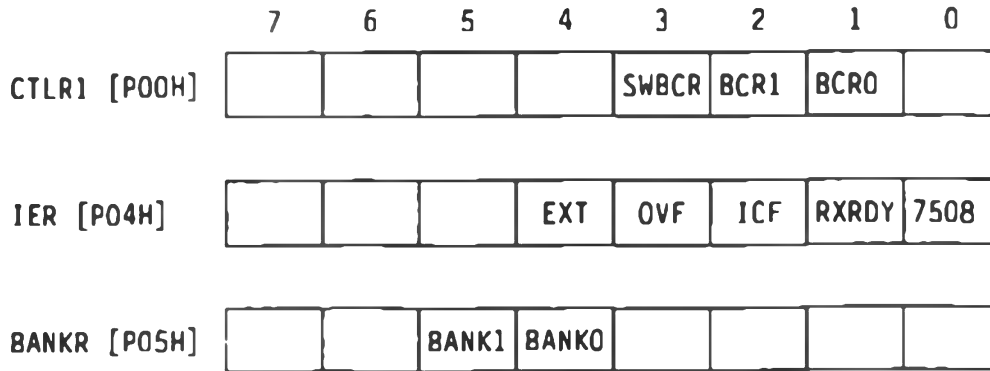 7 6 5 4 3 2 1 0
CTLR1 [P00H] SWBCR BCR1 BCR0
IER [P04H] EXT OVF ICF RXRDY 7508
BANKR [P05H] BANK1 BANK0